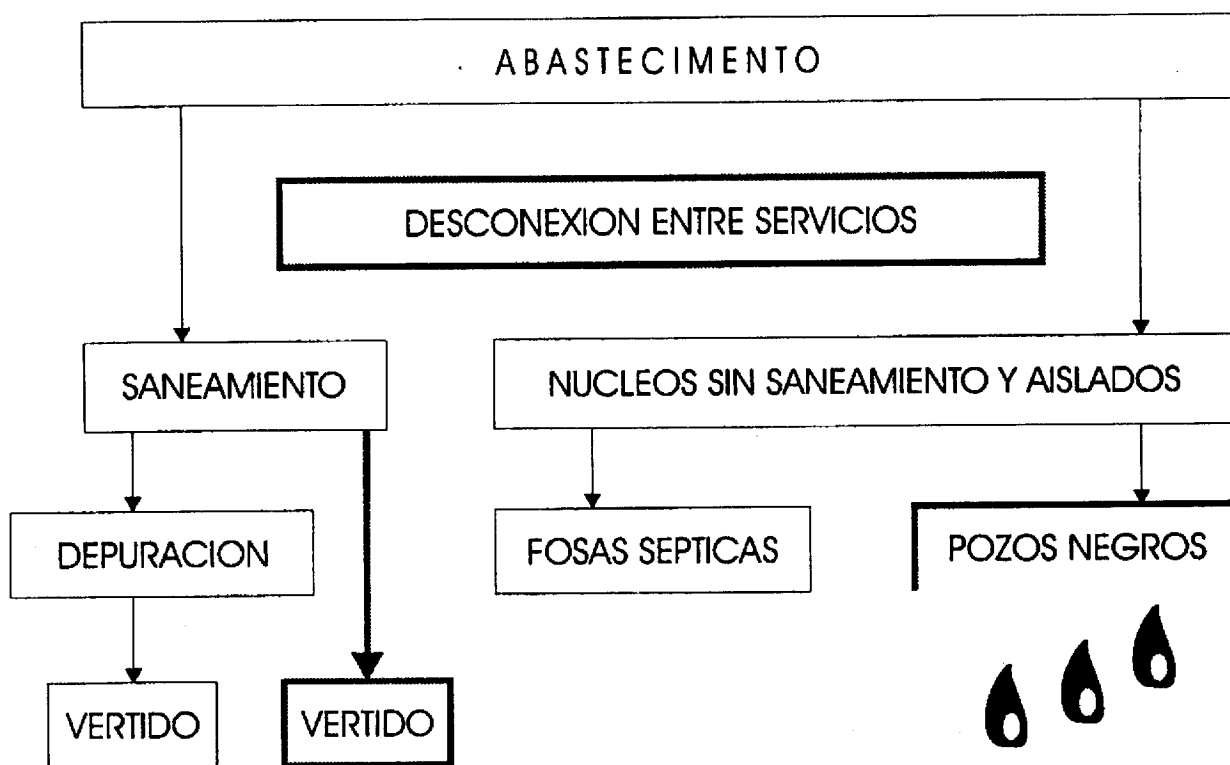 ABASTECIMENTO
DESCONEXION ENTRE SERVICIOS
SANEAMIENTO
NUCLEOS SIN SANEAMIENTO Y AISLADOS
DEPURACION
FOSAS SEPTICAS
POZOS NEGROS
VERTIDO
VERTIDO